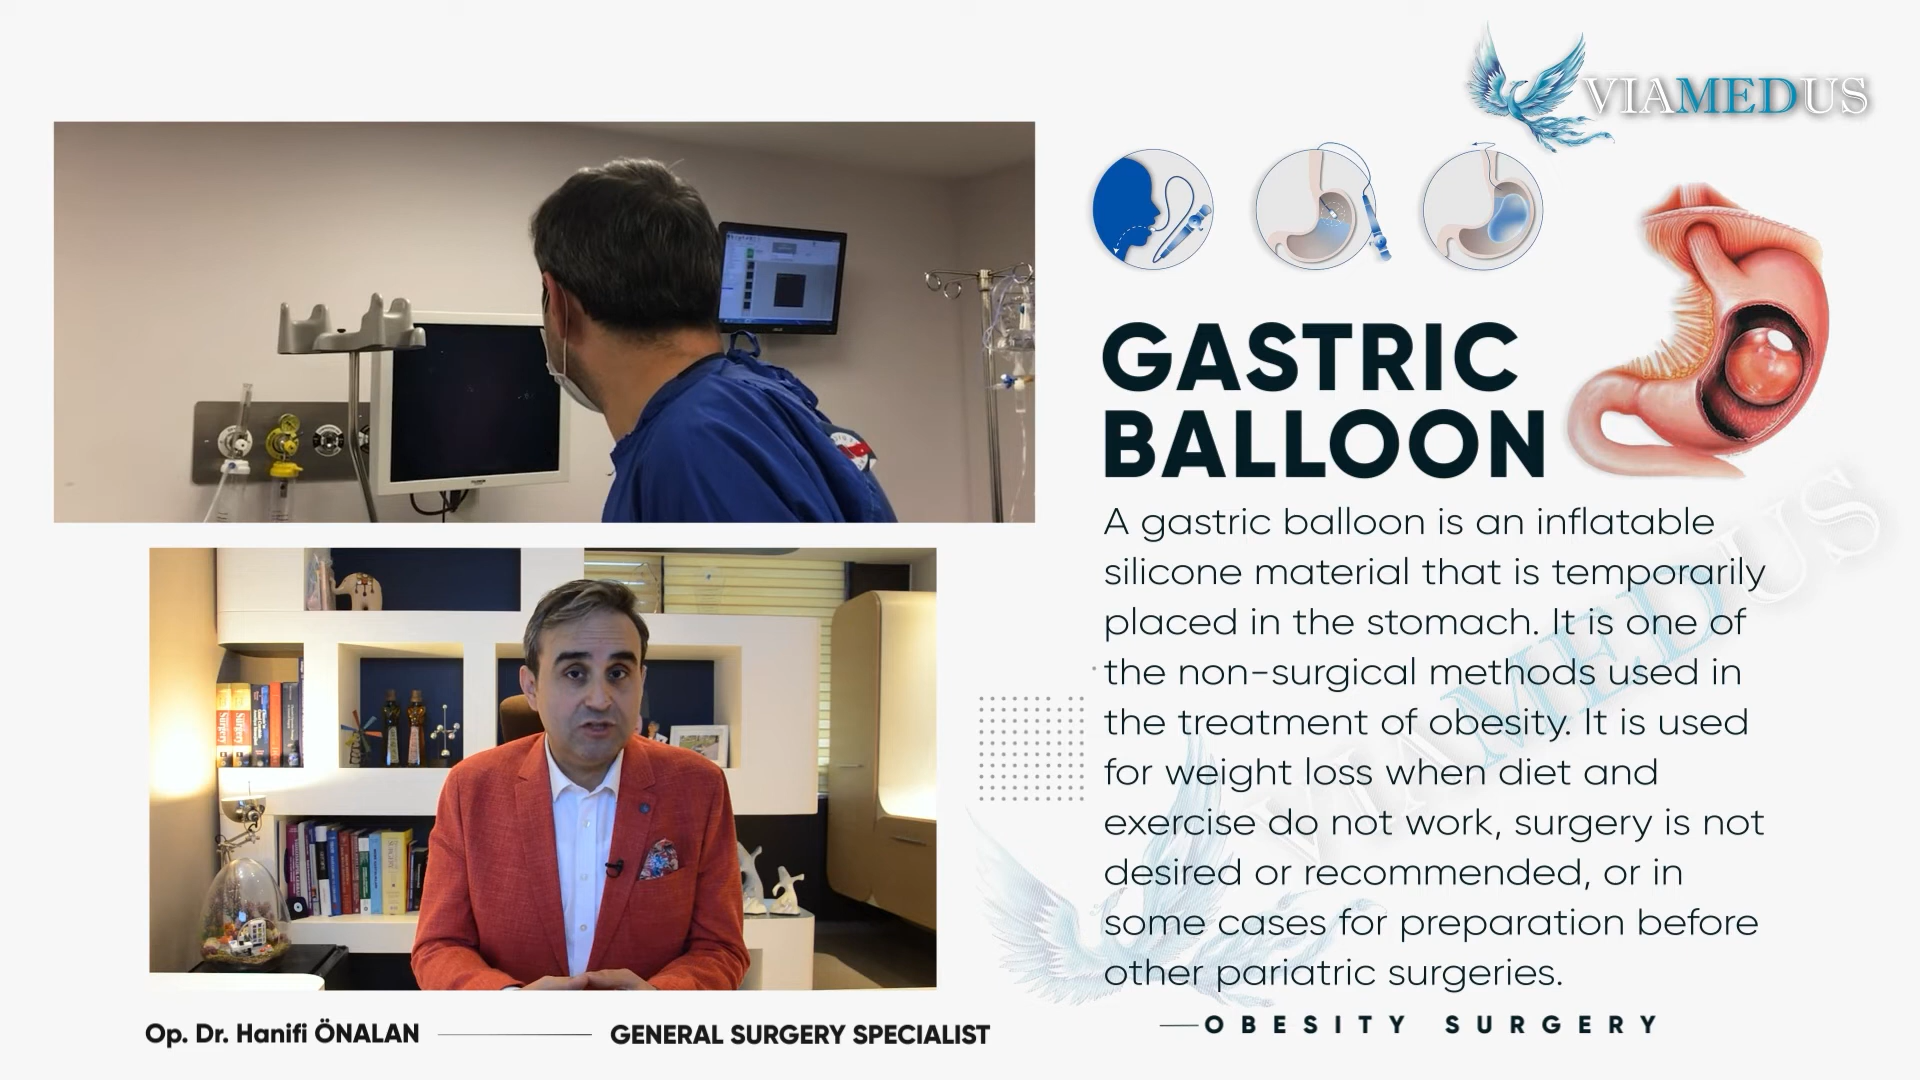 VIAMEDUS
GASTRIC
BALLOON
A gastric balloon is an inflatable
silicone material that is temporarily
placed in the stomach. It is one of
the non-surgical methods used in
the treatment of obesity. It is used
for weight loss when diet and
exercise do not work, surgery is not
desired or recommended, or in
some cases for preparation before
other pariatric surgeries.
OBESITY SURGERY
VIAMEDUS
Surgery
Surgery
Op. Dr. Hanifi ÖNALAN
GENERAL SURGERY SPECIALIST